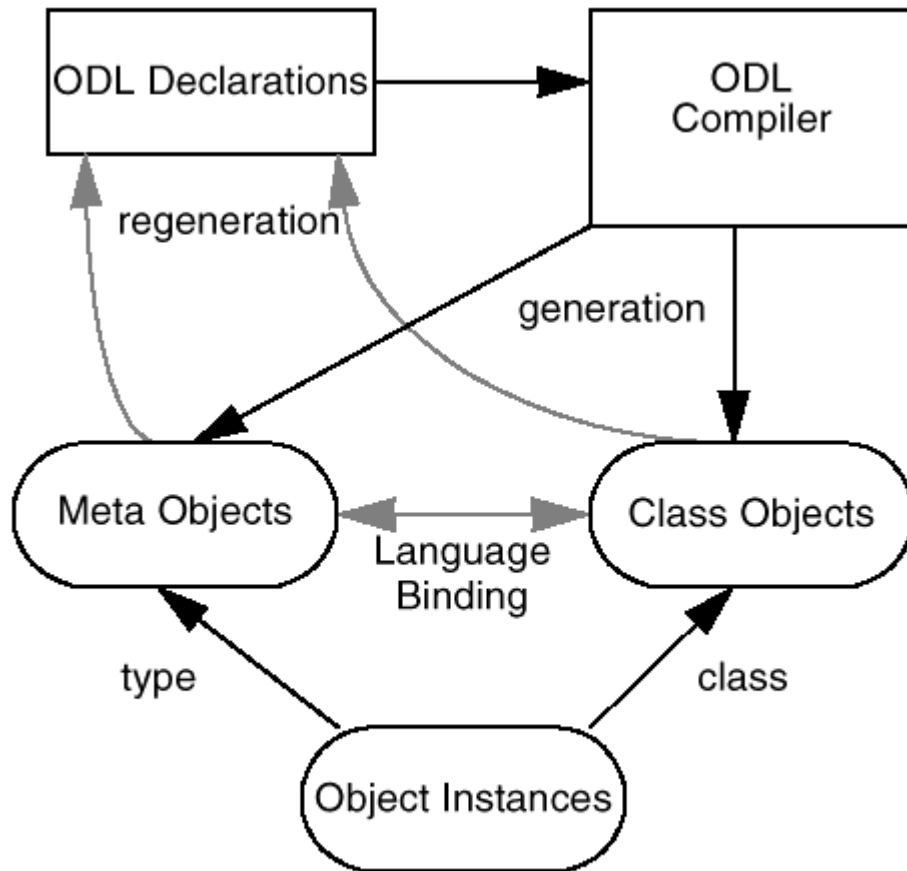 ODL Declarations
ODL
Compiler
regeneration
generation
Meta Objects
Class Objects
Language
Binding
type
class
Object Instances